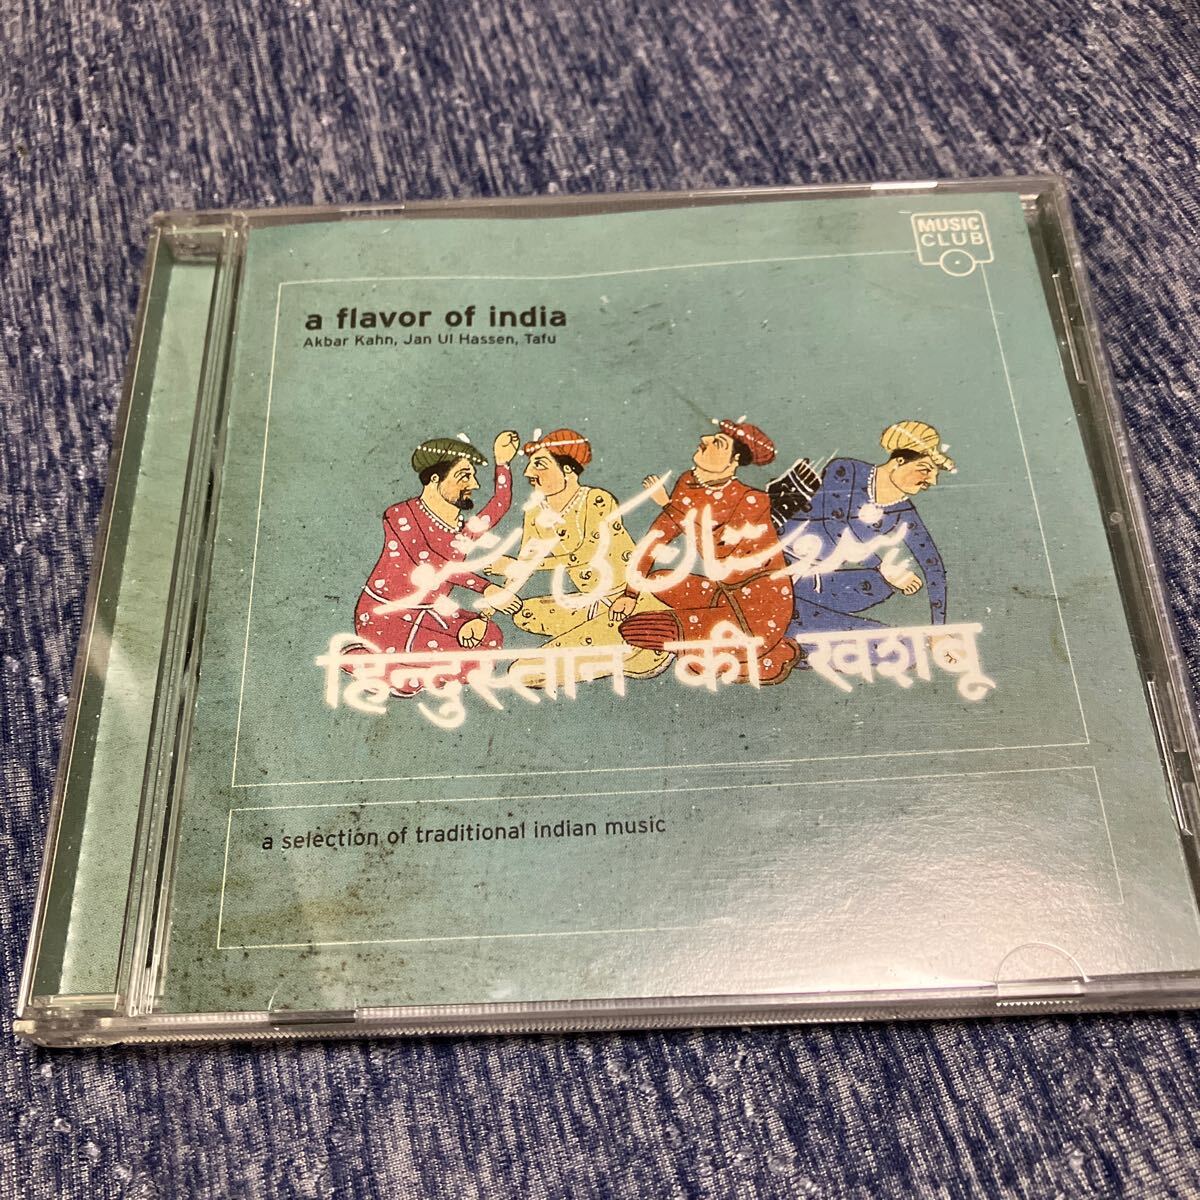 MUSIC
CLUB
a flavor of india
Akbar Kahn, Jan Ul Hassen, Tafu
ہندوستان کی خوشبو
हिन्दुस्तान की खशबू
a selection of traditional indian music